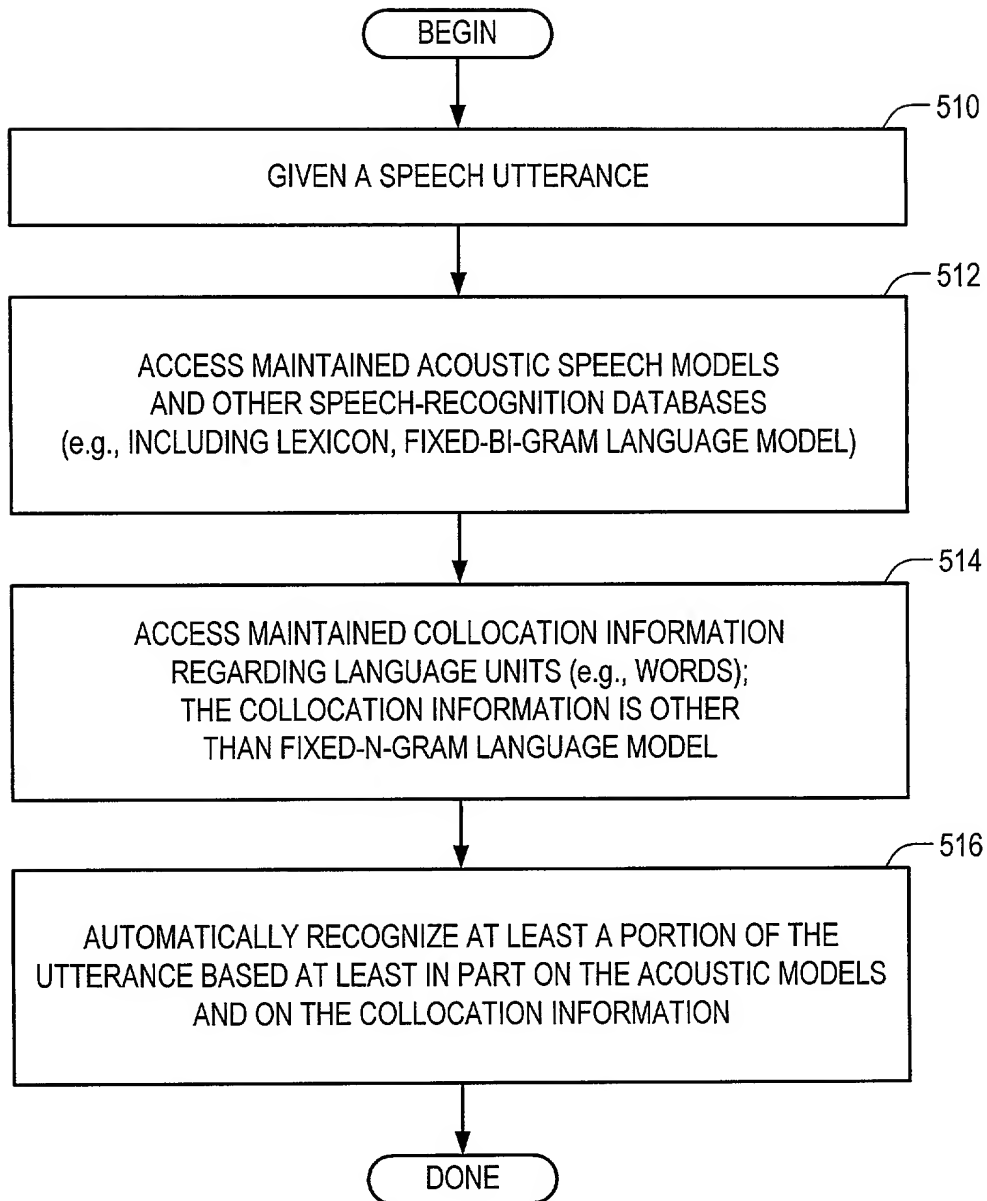 BEGIN
510
GIVEN A SPEECH UTTERANCE
512
ACCESS MAINTAINED ACOUSTIC SPEECH MODELS
AND OTHER SPEECH-RECOGNITION DATABASES
(e.g., INCLUDING LEXICON, FIXED-BI-GRAM LANGUAGE MODEL)
514
ACCESS MAINTAINED COLLOCATION INFORMATION
REGARDING LANGUAGE UNITS (e.g., WORDS);
THE COLLOCATION INFORMATION IS OTHER
THAN FIXED-N-GRAM LANGUAGE MODEL
516
AUTOMATICALLY RECOGNIZE AT LEAST A PORTION OF THE
UTTERANCE BASED AT LEAST IN PART ON THE ACOUSTIC MODELS
AND ON THE COLLOCATION INFORMATION
DONE